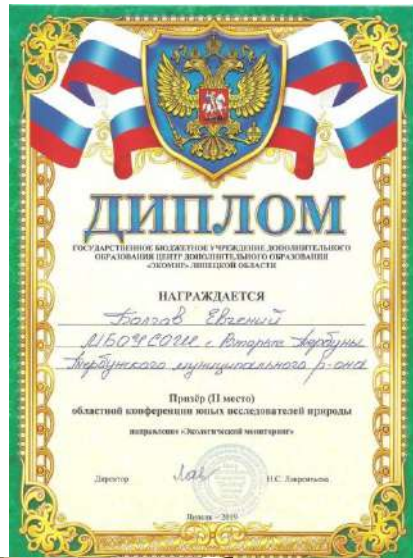 ДИПЛОМ
ГОСУДАРСТВЕННОЕ БЮДЖЕТНОЕ УЧРЕЖДЕНИЕ ДОПОЛНИТЕЛЬНОГО
ОБРАЗОВАНИЯ ЦЕНТР ДОПОЛНИТЕЛЬНОГО ОБРАЗОВАНИЯ
«ЭКОМИР» ЛИПЕЦКОЙ ОБЛАСТИ
НАГРАЖДАЕТСЯ
Болгов Евгений
МБОУ СОШ с. Вторые Тербуны
Тербунского муниципального р-она
Призёр (II место)
областной конференции юных исследователей природы
направление «Экологический мониторинг»
Директор Н.С. Лаврентьева
Липецк – 2019